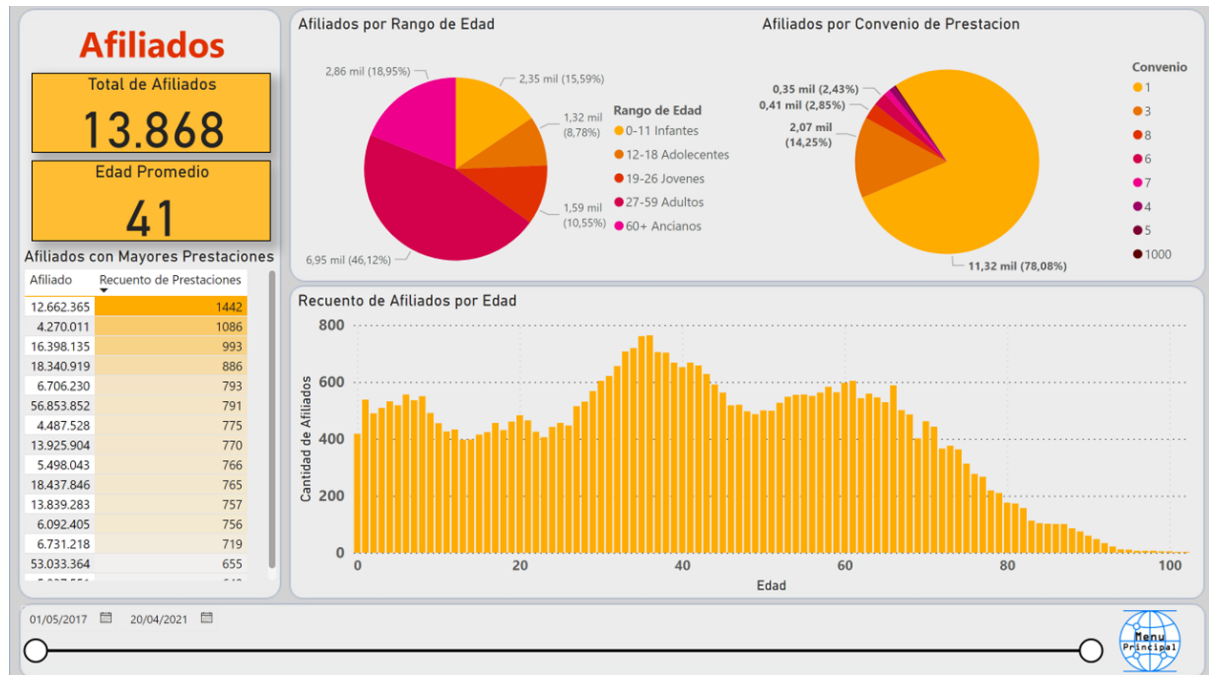 Afiliados
Total de Afiliados
13.868
Edad Promedio
41
Afiliados con Mayores Prestaciones
Afiliado Recuento de Prestaciones
12.662.365 1442
4.270.011 1086
16.398.135 993
18.340.919 886
6.706.230 793
56.853.852 791
4.487.528 775
13.925.904 770
5.498.043 766
18.437.846 765
13.839.283 757
6.092.405 756
6.731.218 719
53.033.364 655
Afiliados por Rango de Edad
2,86 mil (18,95%)
2,35 mil (15,59%)
1,32 mil
(8,78%)
1,59 mil
(10,55%)
6,95 mil (46,12%)
Rango de Edad
0-11 Infantes
12-18 Adolecentes
19-26 Jovenes
27-59 Adultos
60+ Ancianos
Afiliados por Convenio de Prestacion
0,35 mil (2,43%)
0,41 mil (2,85%)
2,07 mil
(14,25%)
11,32 mil (78,08%)
Convenio
1
3
8
6
7
4
5
1000
Recuento de Afiliados por Edad
Cantidad de Afiliados
800
600
400
200
0
0 20 40 60 80 100
Edad
01/05/2017 20/04/2021
Menu
Principal